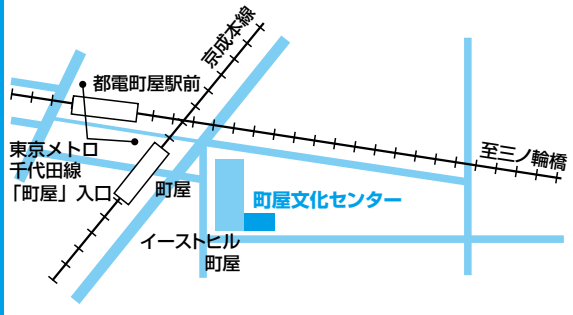 京成本線
都電町屋駅前
東京メトロ
千代田線
「町屋」入口
町屋
至三ノ輪橋
町屋文化センター
イーストヒル
町屋